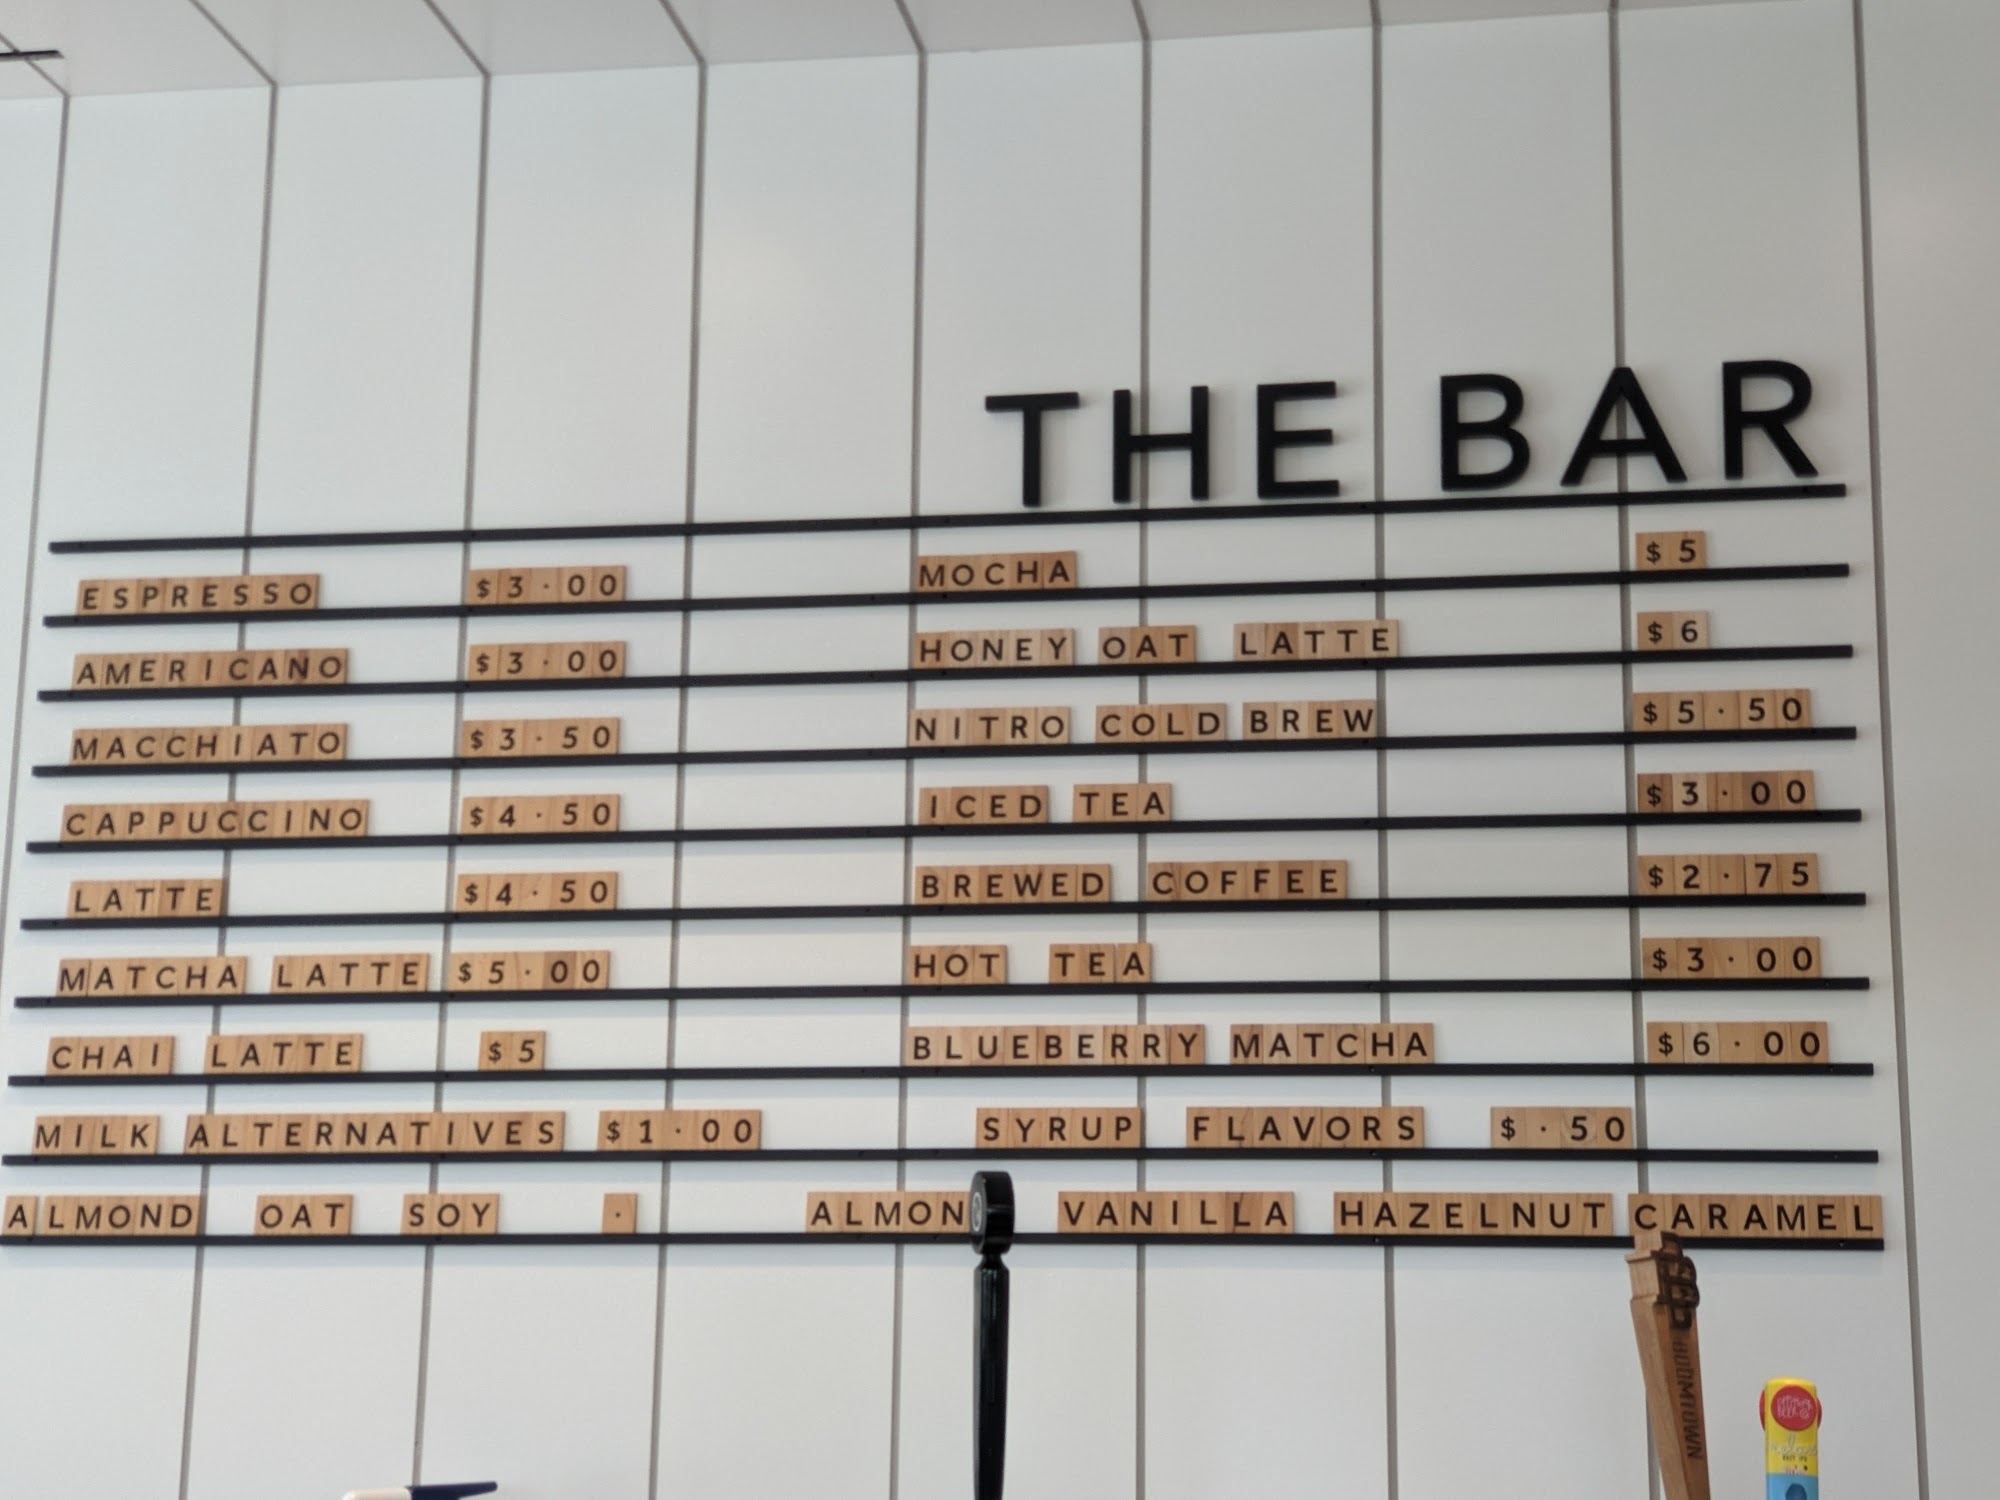 THE BAR
ESPRESSO $3.00
AMERICANO $3.00
MACCHIATO $3.50
CAPPUCCINO $4.50
LATTE $4.50
MATCHA LATTE $5.00
CHAI LATTE $5
MOCHA $5
HONEY OAT LATTE $6
NITRO COLD BREW $5.50
ICED TEA $3.00
BREWED COFFEE $2.75
HOT TEA $3.00
BLUEBERRY MATCHA $6.00
MILK ALTERNATIVES $1.00
ALMOND OAT SOY ·
SYRUP FLAVORS $.50
ALMON VANILLA HAZELNUT CARAMEL
BOOMTOWN